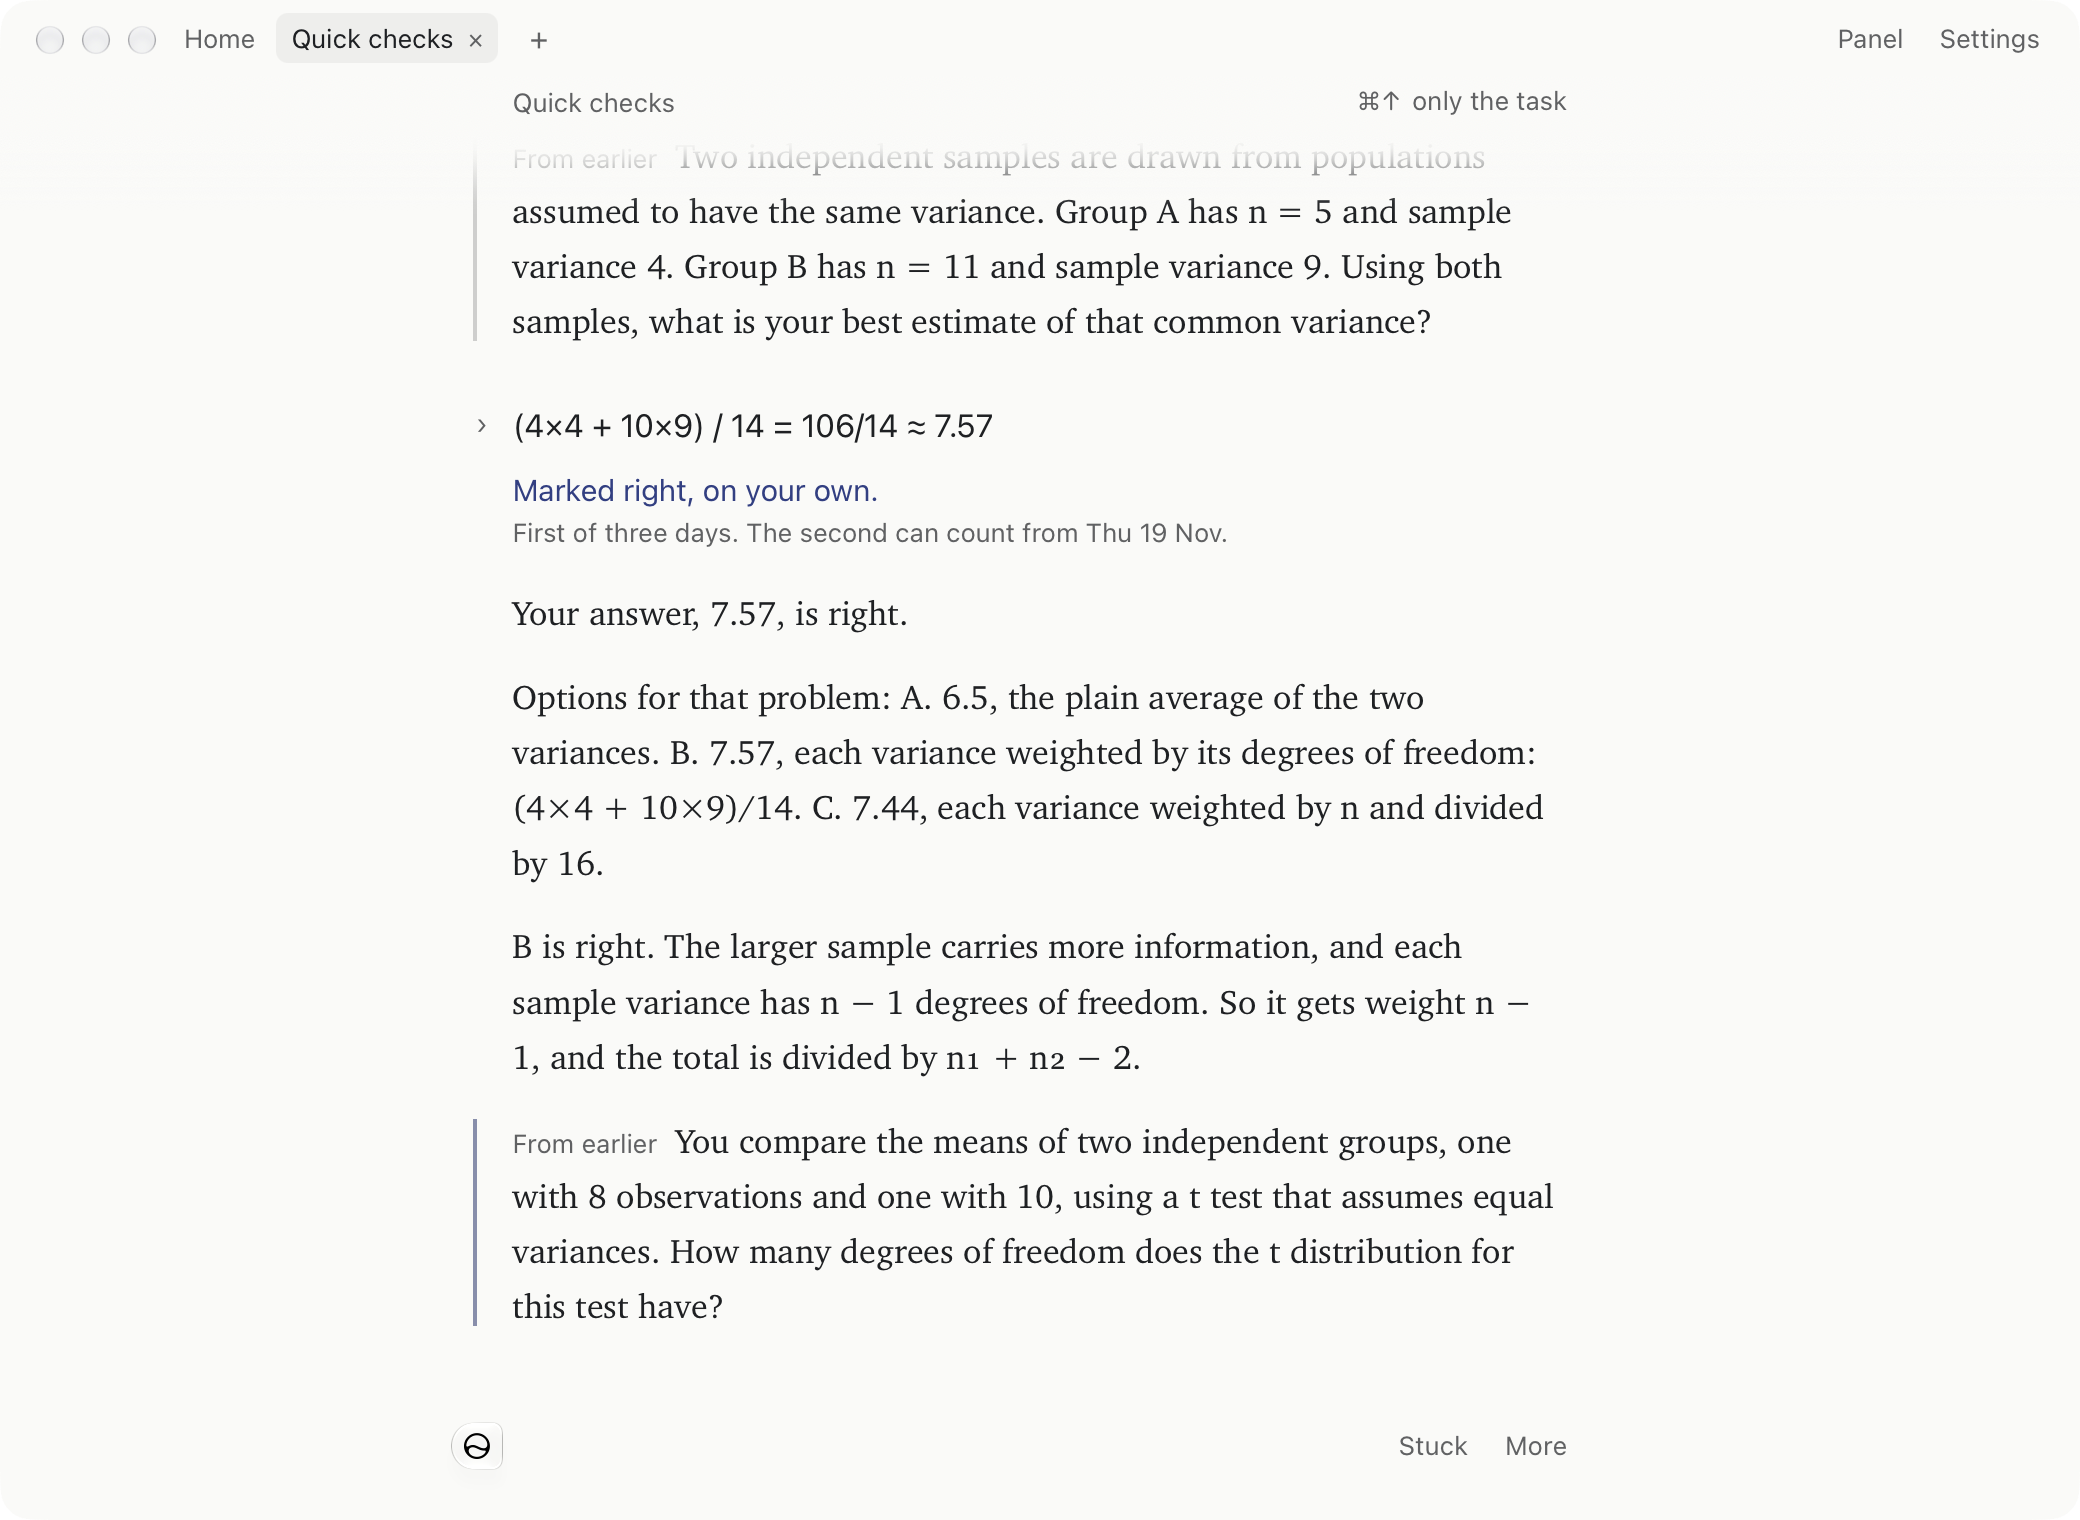 Home
Quick checks ×
+
Panel
Settings
Quick checks
⌘↑ only the task
From earlier Two independent samples are drawn from populations
assumed to have the same variance. Group A has n = 5 and sample
variance 4. Group B has n = 11 and sample variance 9. Using both
samples, what is your best estimate of that common variance?
› (4×4 + 10×9) / 14 = 106/14 ≈ 7.57
Marked right, on your own.
First of three days. The second can count from Thu 19 Nov.
Your answer, 7.57, is right.
Options for that problem: A. 6.5, the plain average of the two
variances. B. 7.57, each variance weighted by its degrees of freedom:
(4×4 + 10×9)/14. C. 7.44, each variance weighted by n and divided
by 16.
B is right. The larger sample carries more information, and each
sample variance has n − 1 degrees of freedom. So it gets weight n −
1, and the total is divided by n₁ + n₂ − 2.
From earlier You compare the means of two independent groups, one
with 8 observations and one with 10, using a t test that assumes equal
variances. How many degrees of freedom does the t distribution for
this test have?
Stuck
More